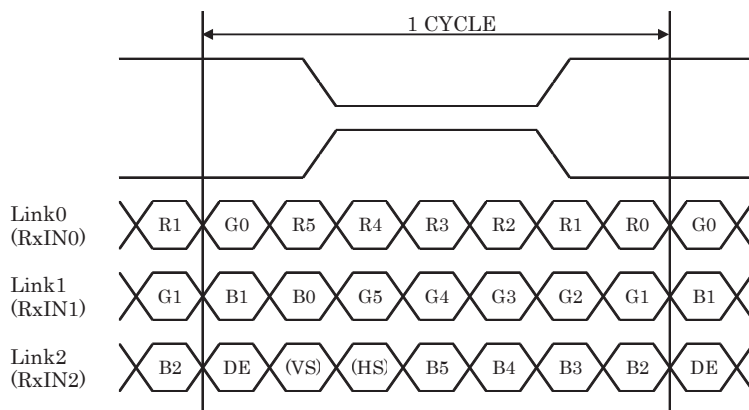 1 CYCLE
Link0
(RxIN0)
R1 G0 R5 R4 R3 R2 R1 R0 G0
Link1
(RxIN1)
G1 B1 B0 G5 G4 G3 G2 G1 B1
Link2
(RxIN2)
B2 DE (VS) (HS) B5 B4 B3 B2 DE